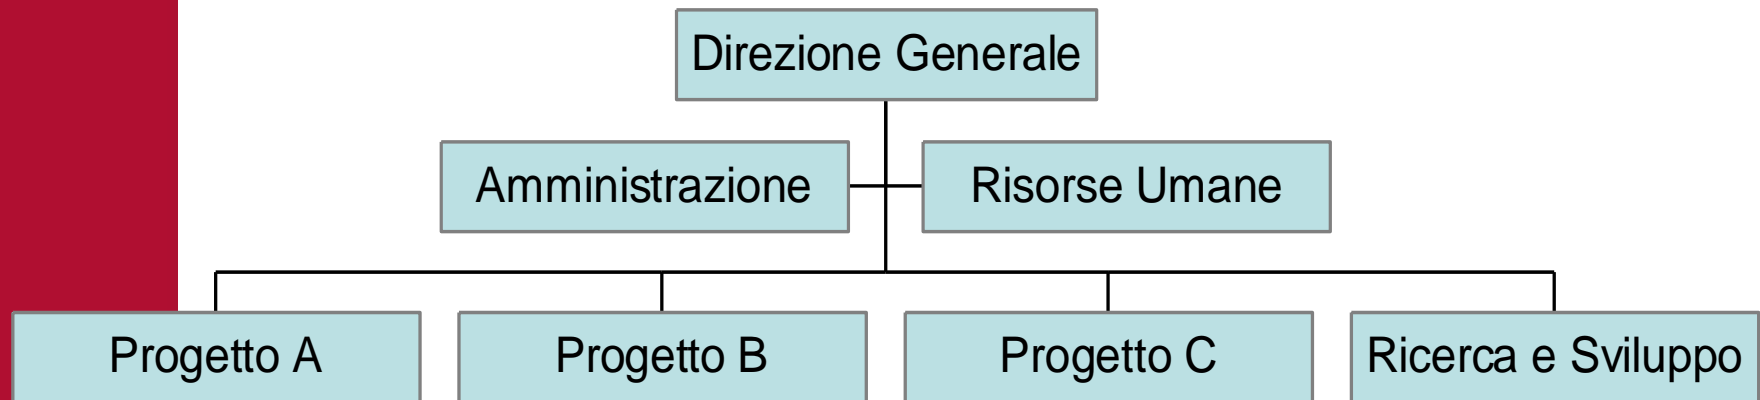 Direzione Generale
Amministrazione
Risorse Umane
Progetto A
Progetto B
Progetto C
Ricerca e Sviluppo